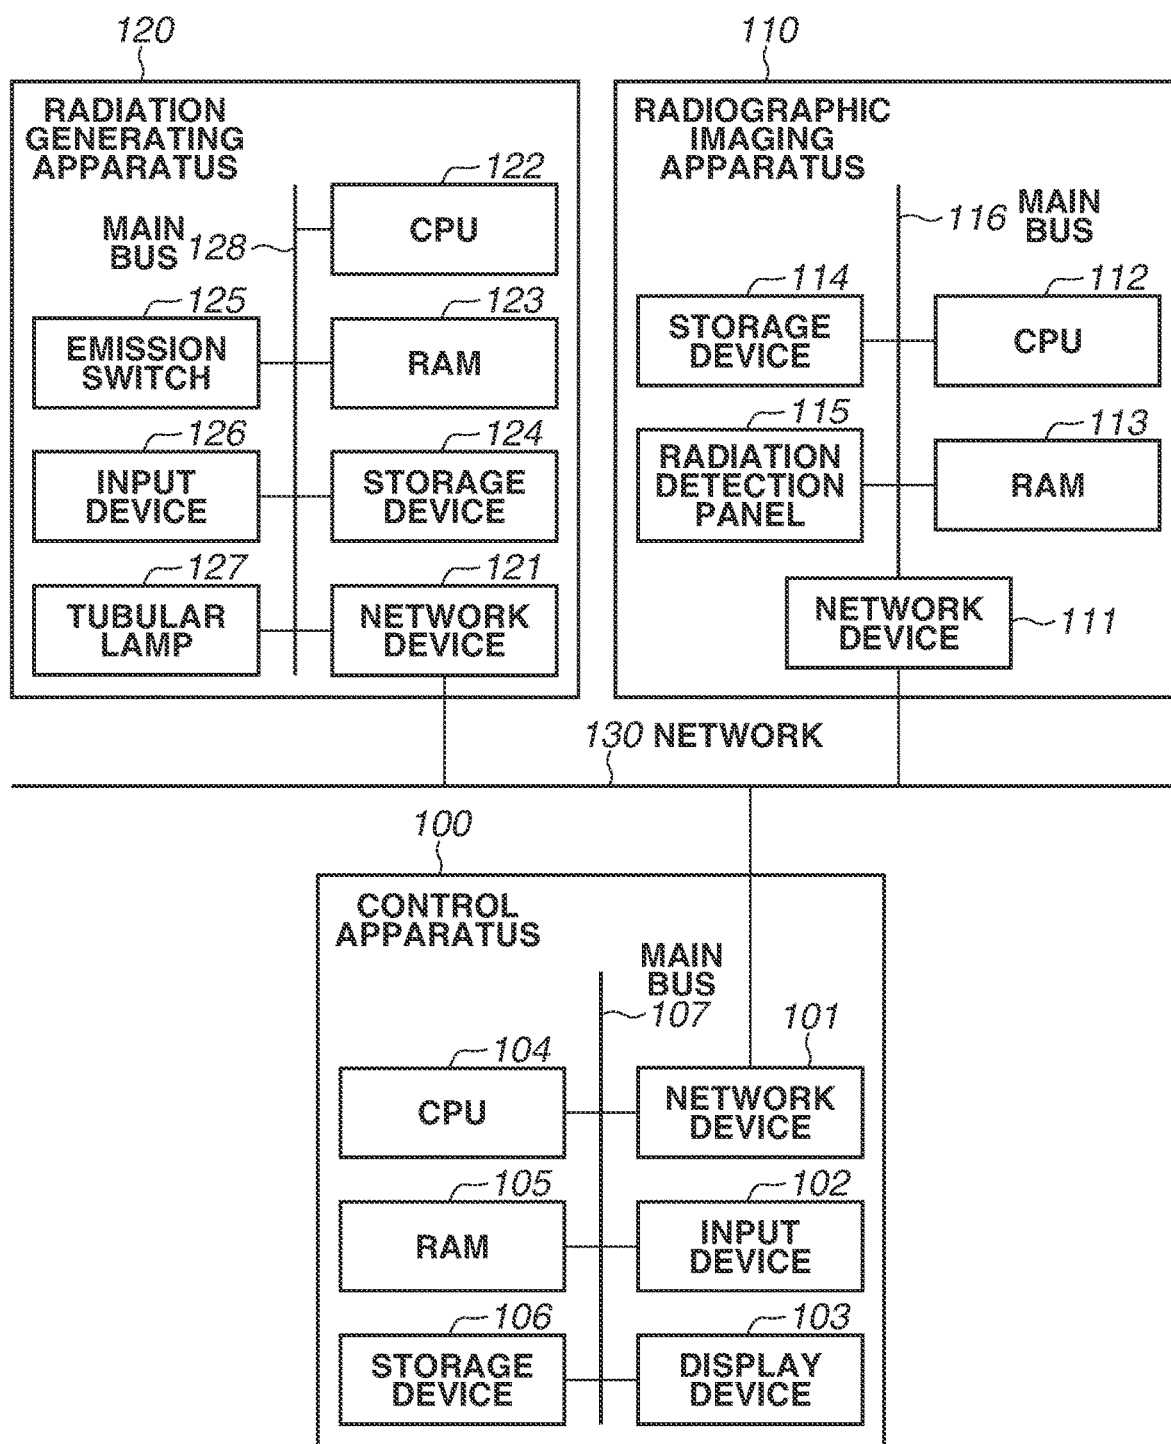 120
RADIATION
GENERATING
APPARATUS
122
CPU
MAIN
BUS 128
125
EMISSION
SWITCH
123
RAM
126
INPUT
DEVICE
124
STORAGE
DEVICE
127
TUBULAR
LAMP
121
NETWORK
DEVICE
110
RADIOGRAPHIC
IMAGING
APPARATUS
116
MAIN
BUS
114
STORAGE
DEVICE
112
CPU
115
RADIATION
DETECTION
PANEL
113
RAM
NETWORK
DEVICE
111
130 NETWORK
100
CONTROL
APPARATUS
MAIN
BUS
107
104
CPU
101
NETWORK
DEVICE
105
RAM
102
INPUT
DEVICE
106
STORAGE
DEVICE
103
DISPLAY
DEVICE